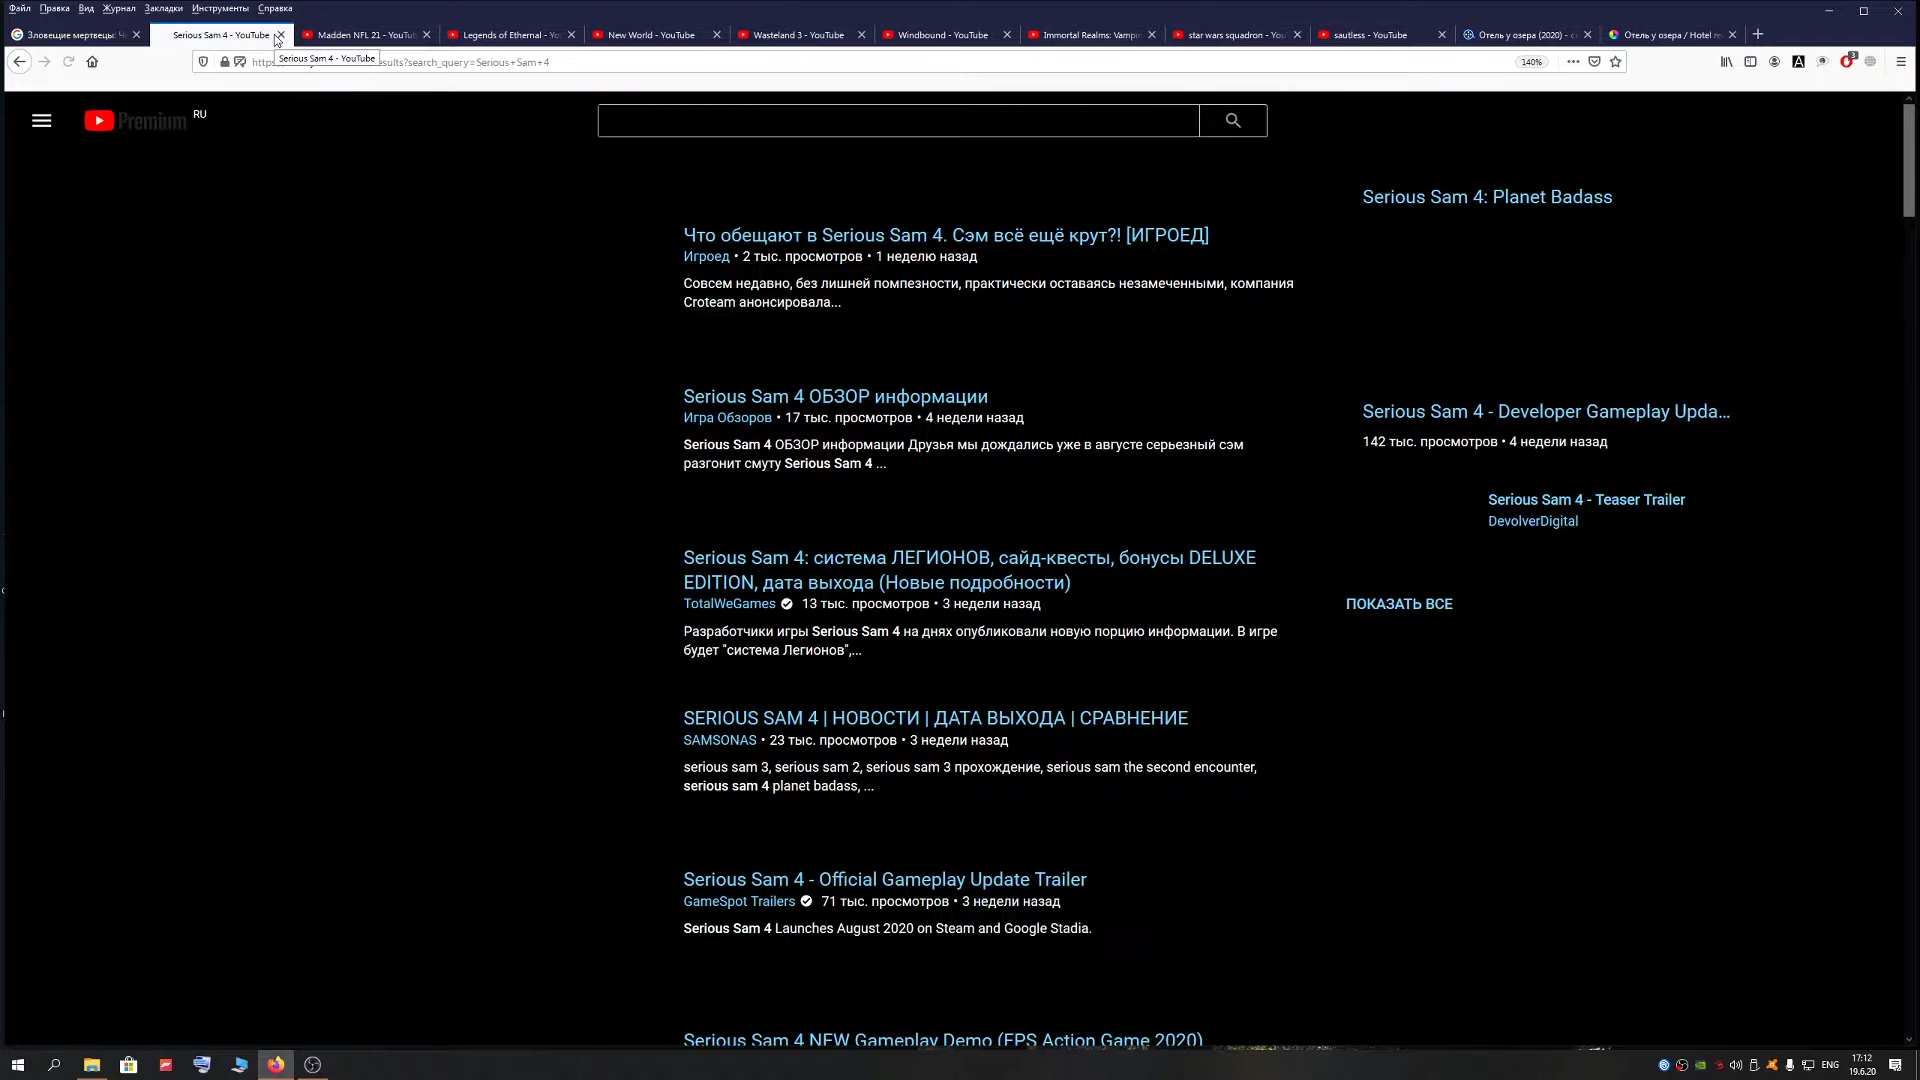 Файл Правка Вид Журнал Закладки Инструменты Справка
Зловещие мертвецы:
Serious Sam 4 - YouTube
Madden NFL 21 - YouTub
Legends of Ethernal - Yo
New World - YouTube
Wasteland 3 - YouTube
Windbound - YouTube
Immortal Realms: Vampi
star wars squadron - You
sautless - YouTube
Отель у озера (2020) -
Отель у озера / Hotel
Serious Sam 4 - YouTube
esults?search_query=Serious+Sam+4
140%
3
Premium RU
Serious Sam 4: Planet Badass
Что обещают в Serious Sam 4. Сэм всё ещё крут?! [ИГРОЕД]
Игроед • 2 тыс. просмотров • 1 неделю назад
Совсем недавно, без лишней помпезности, практически оставаясь незамеченными, компания
Croteam анонсировала...
Serious Sam 4 ОБЗОР информации
Игра Обзоров • 17 тыс. просмотров • 4 недели назад
Serious Sam 4 ОБЗОР информации Друзья мы дождались уже в августе серьезный сэм
разгонит смуту Serious Sam 4 ...
Serious Sam 4 - Developer Gameplay Upda...
142 тыс. просмотров • 4 недели назад
Serious Sam 4 - Teaser Trailer
DevolverDigital
Serious Sam 4: система ЛЕГИОНОВ, сайд-квесты, бонусы DELUXE
EDITION, дата выхода (Новые подробности)
TotalWeGames 13 тыс. просмотров • 3 недели назад
Разработчики игры Serious Sam 4 на днях опубликовали новую порцию информации. В игре
будет "система Легионов",...
ПОКАЗАТЬ ВСЕ
SERIOUS SAM 4 | НОВОСТИ | ДАТА ВЫХОДА | СРАВНЕНИЕ
SAMSONAS • 23 тыс. просмотров • 3 недели назад
serious sam 3, serious sam 2, serious sam 3 прохождение, serious sam the second encounter,
serious sam 4 planet badass, ...
Serious Sam 4 - Official Gameplay Update Trailer
GameSpot Trailers 71 тыс. просмотров • 3 недели назад
Serious Sam 4 Launches August 2020 on Steam and Google Stadia.
Serious Sam 4 NEW Gameplay Demo (FPS Action Game 2020)
ENG
17:12
19.6.20